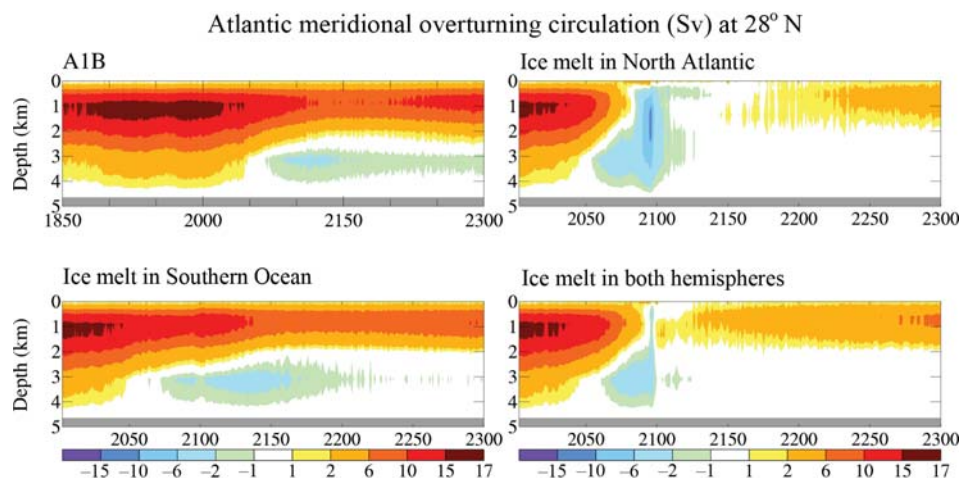 Atlantic meridional overturning circulation (Sv) at 28° N
A1B
Ice melt in North Atlantic
Depth (km)
0
1
2
3
4
5
1850 2000 2150 2300
0
1
2
3
4
5
2050 2100 2150 2200 2250 2300
Ice melt in Southern Ocean
Ice melt in both hemispheres
Depth (km)
0
1
2
3
4
5
2050 2100 2150 2200 2250 2300
0
1
2
3
4
5
2050 2100 2150 2200 2250 2300
−15 −10 −6 −2 −1 1 2 6 10 15 17
−15 −10 −6 −2 −1 1 2 6 10 15 17